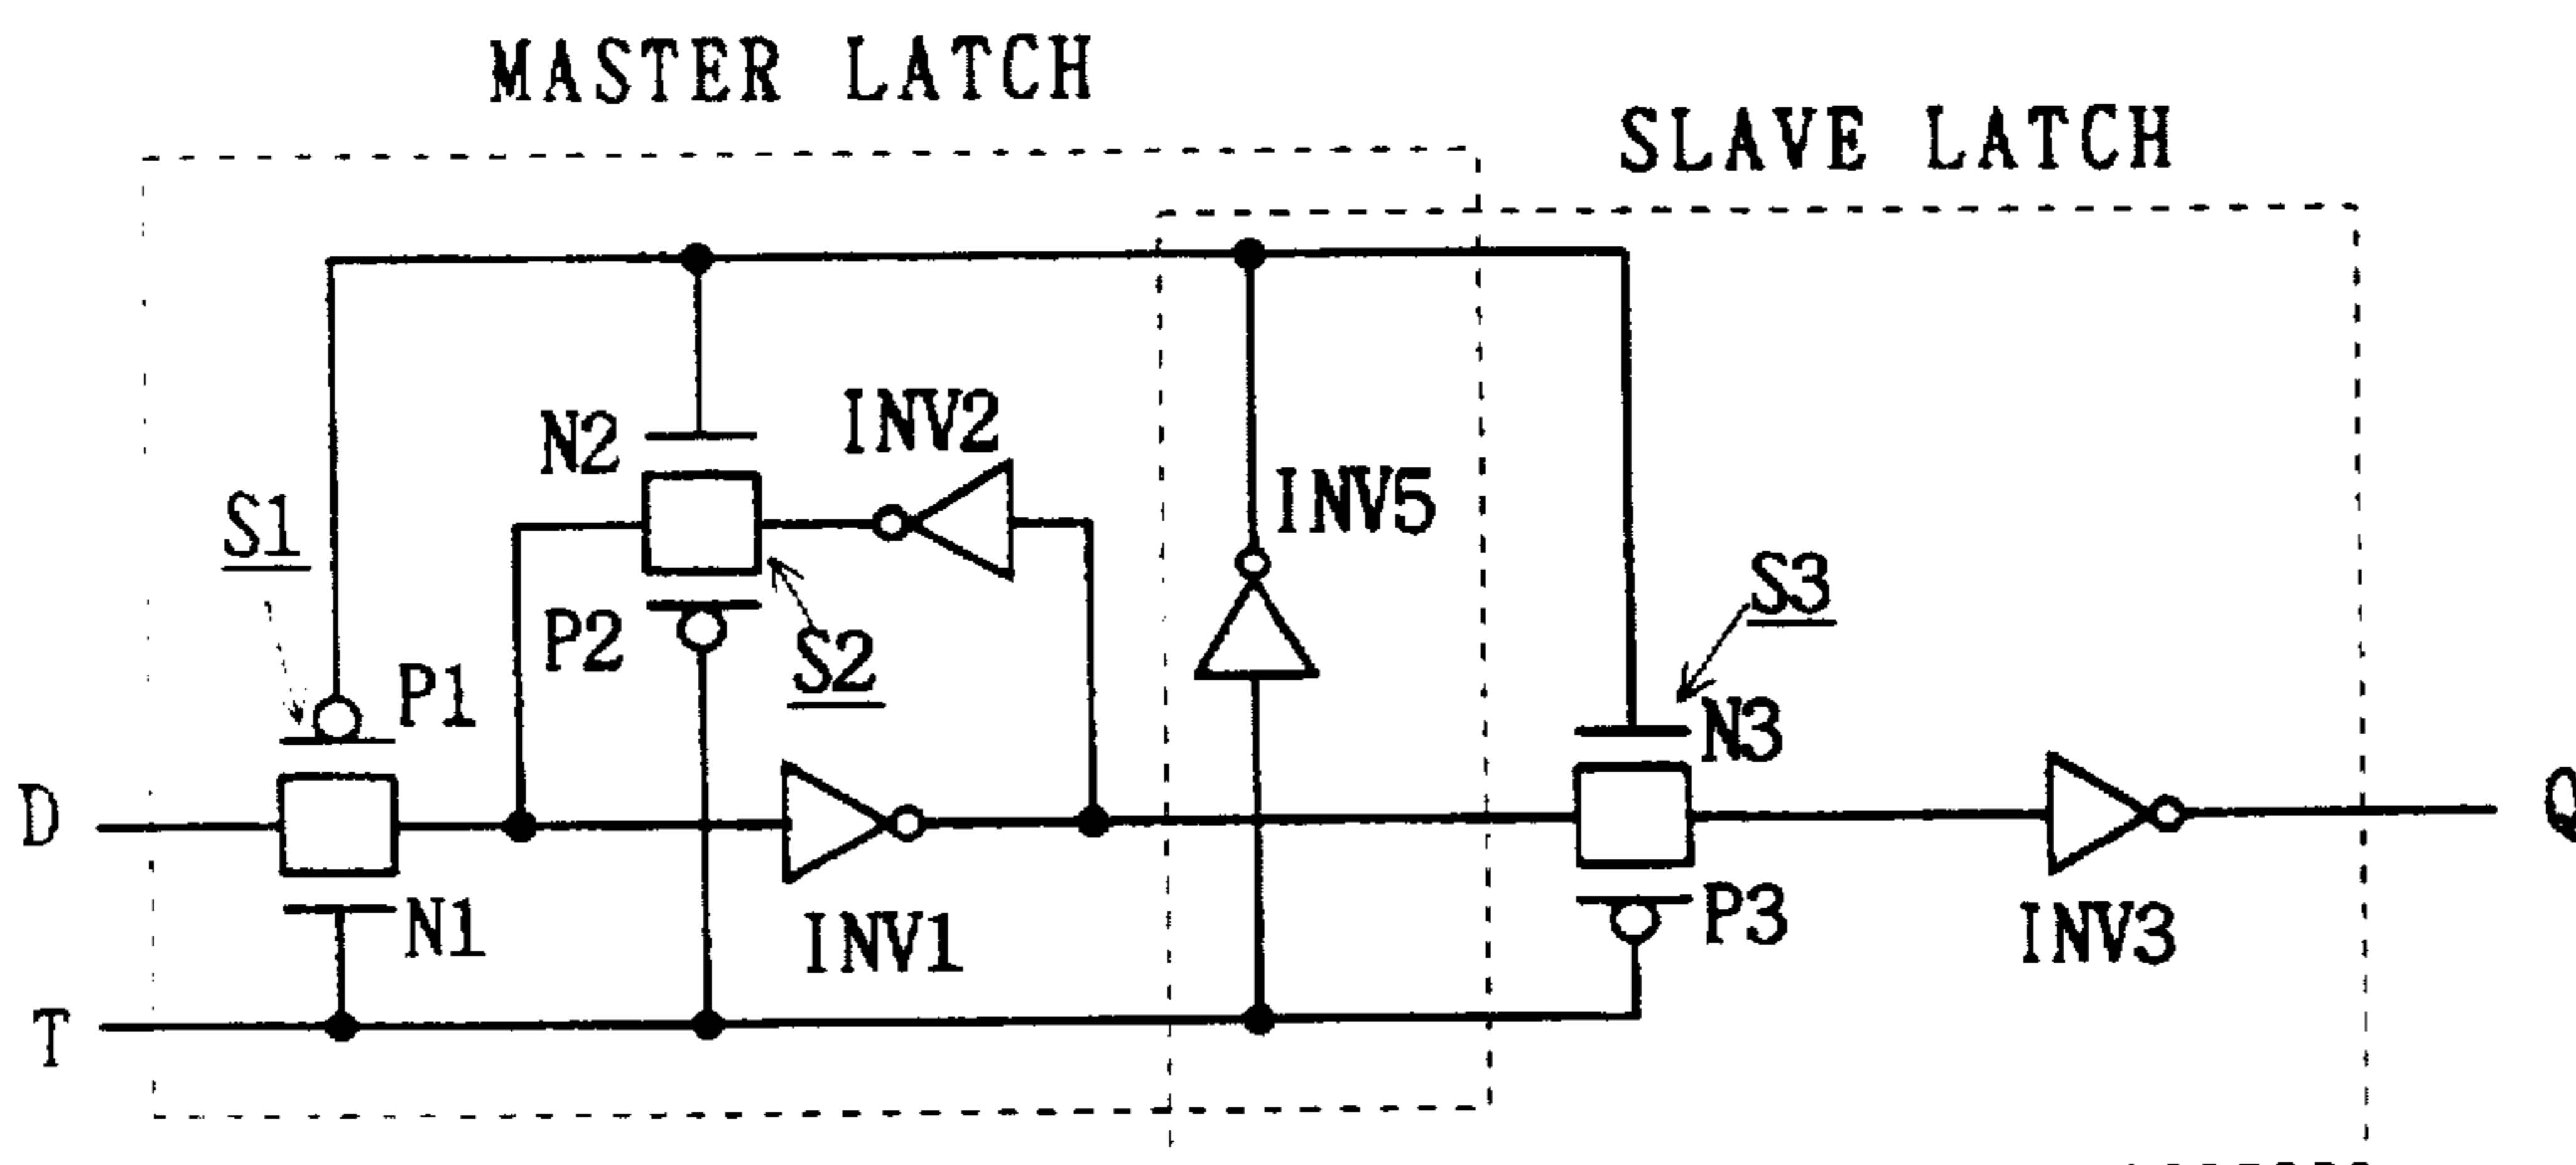 MASTER LATCH
SLAVE LATCH
N2
INV2
S1
INV5
P2
S2
S3
P1
N3
D
Q
N1
INV1
P3
INV3
T